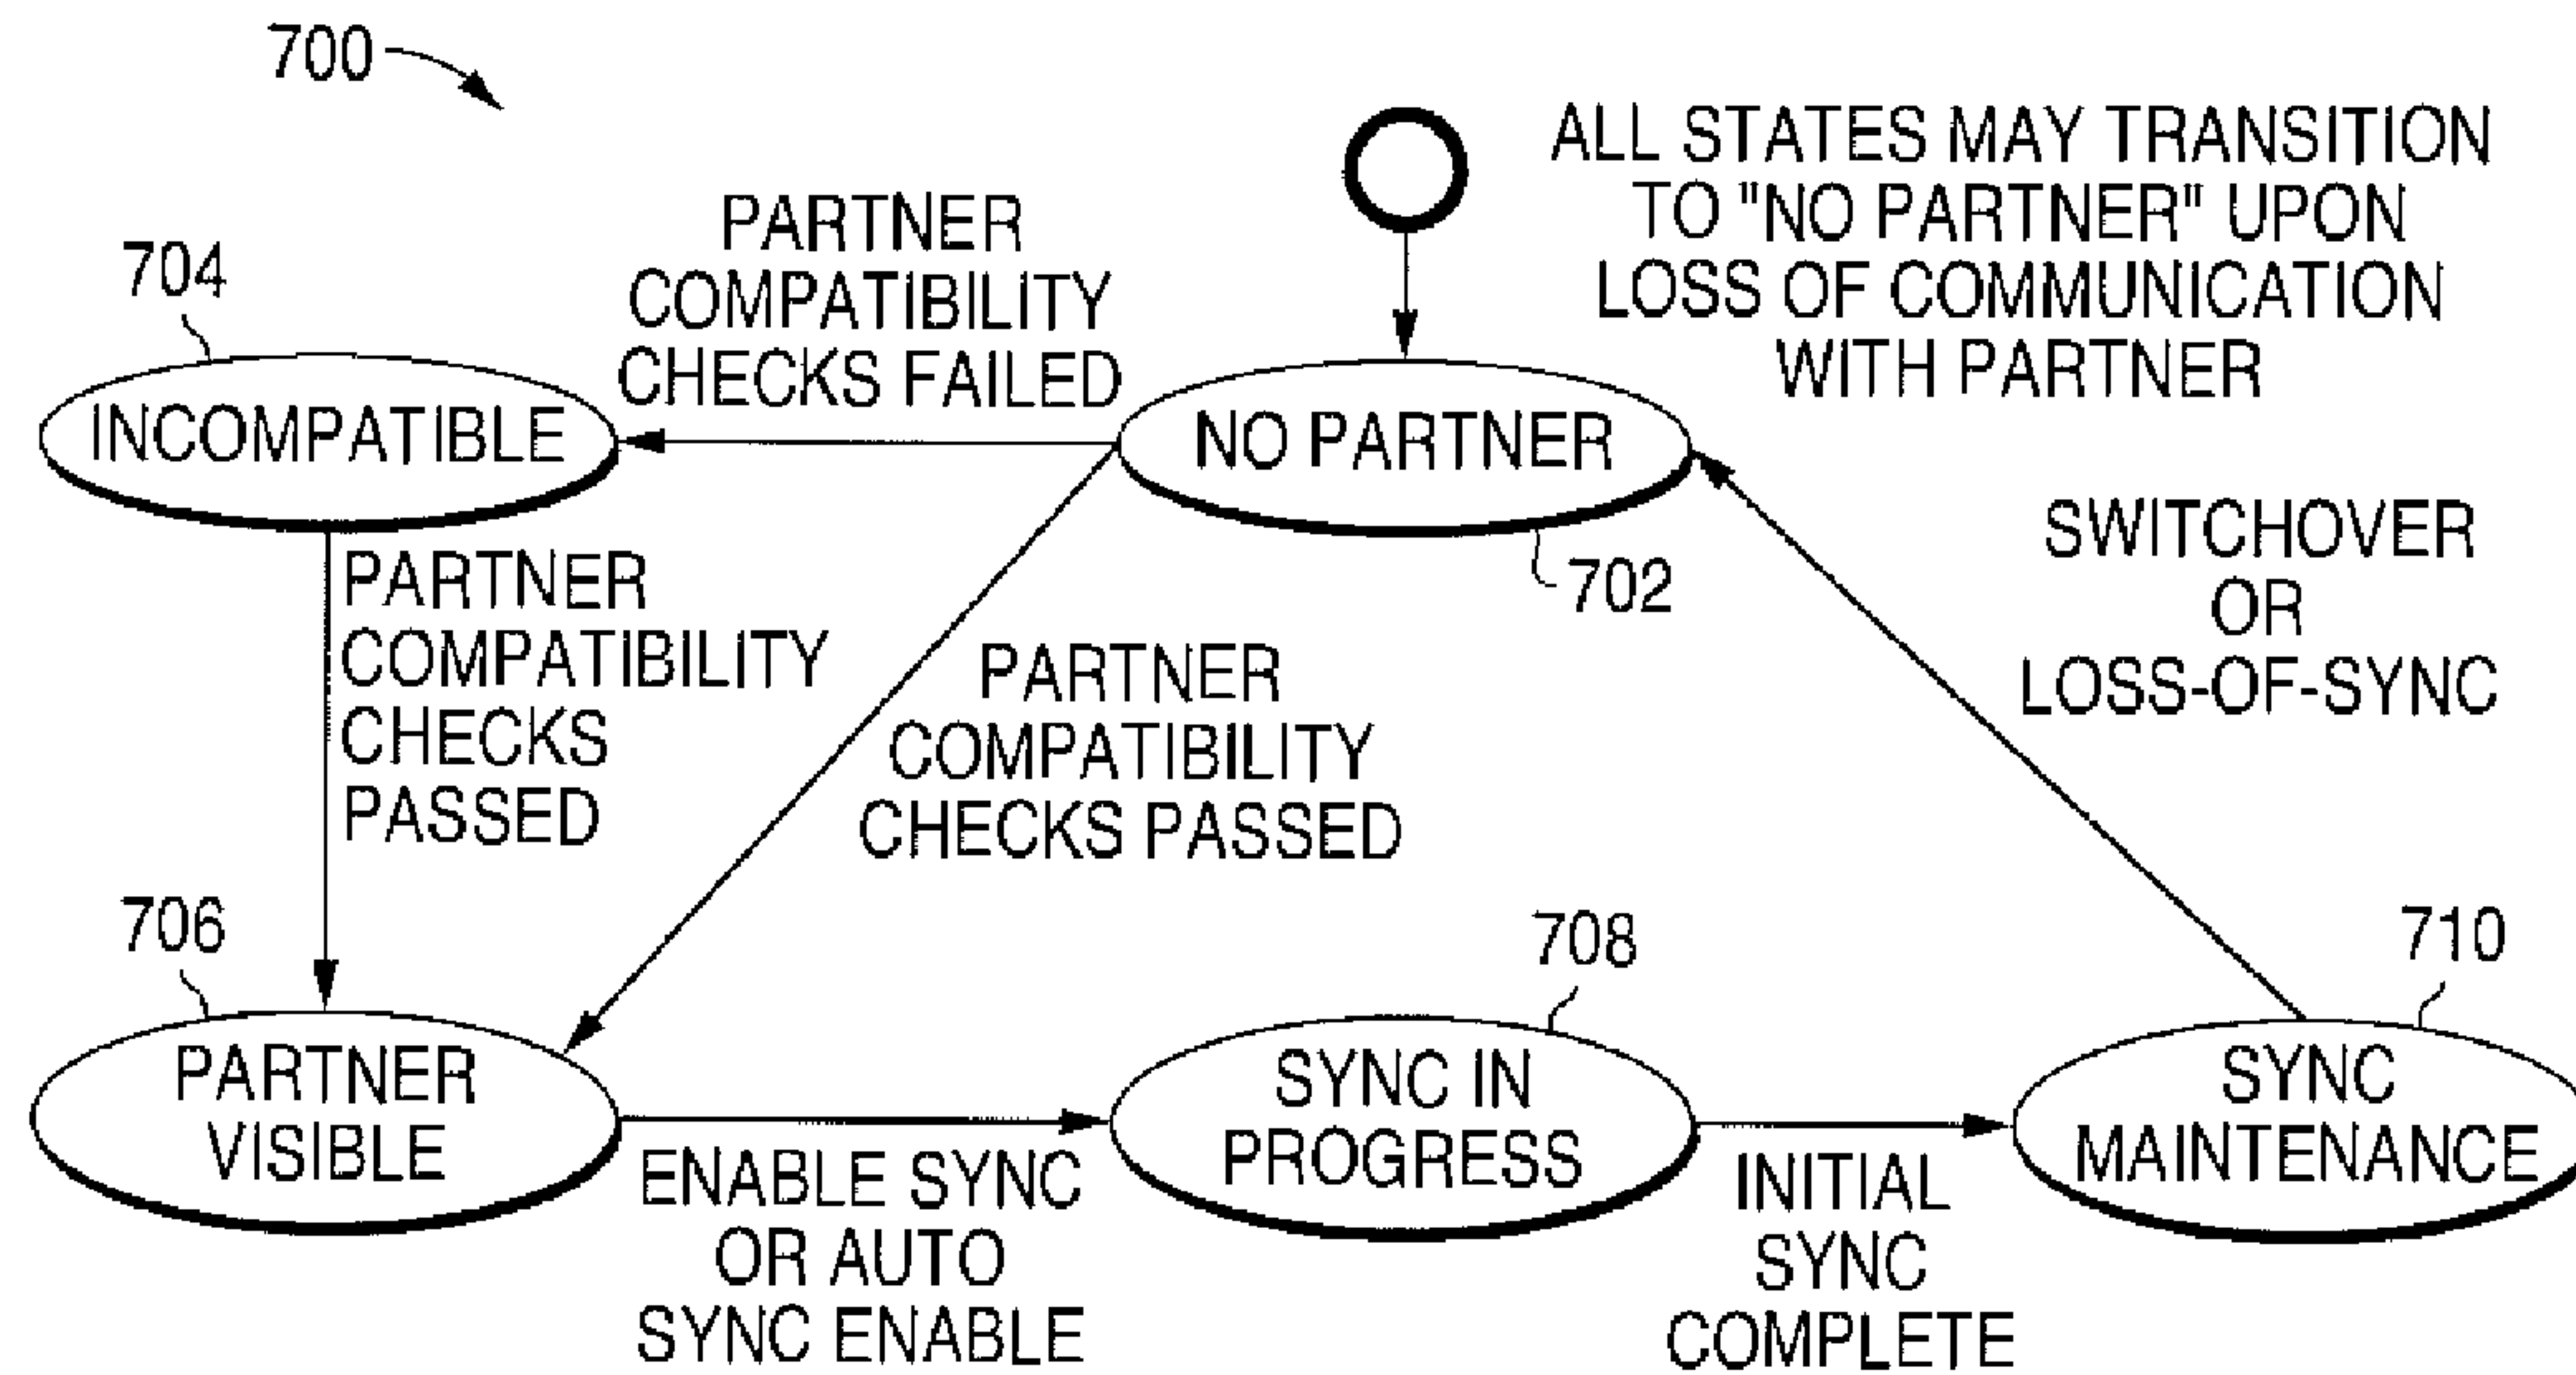 700
ALL STATES MAY TRANSITION
TO "NO PARTNER" UPON
LOSS OF COMMUNICATION
WITH PARTNER
PARTNER
COMPATIBILITY
CHECKS FAILED
704
INCOMPATIBLE
NO PARTNER
702
SWITCHOVER
OR
LOSS-OF-SYNC
PARTNER
COMPATIBILITY
CHECKS
PASSED
PARTNER
COMPATIBILITY
CHECKS PASSED
706
PARTNER
VISIBLE
708
SYNC IN
PROGRESS
710
SYNC
MAINTENANCE
ENABLE SYNC
OR AUTO
SYNC ENABLE
INITIAL
SYNC
COMPLETE